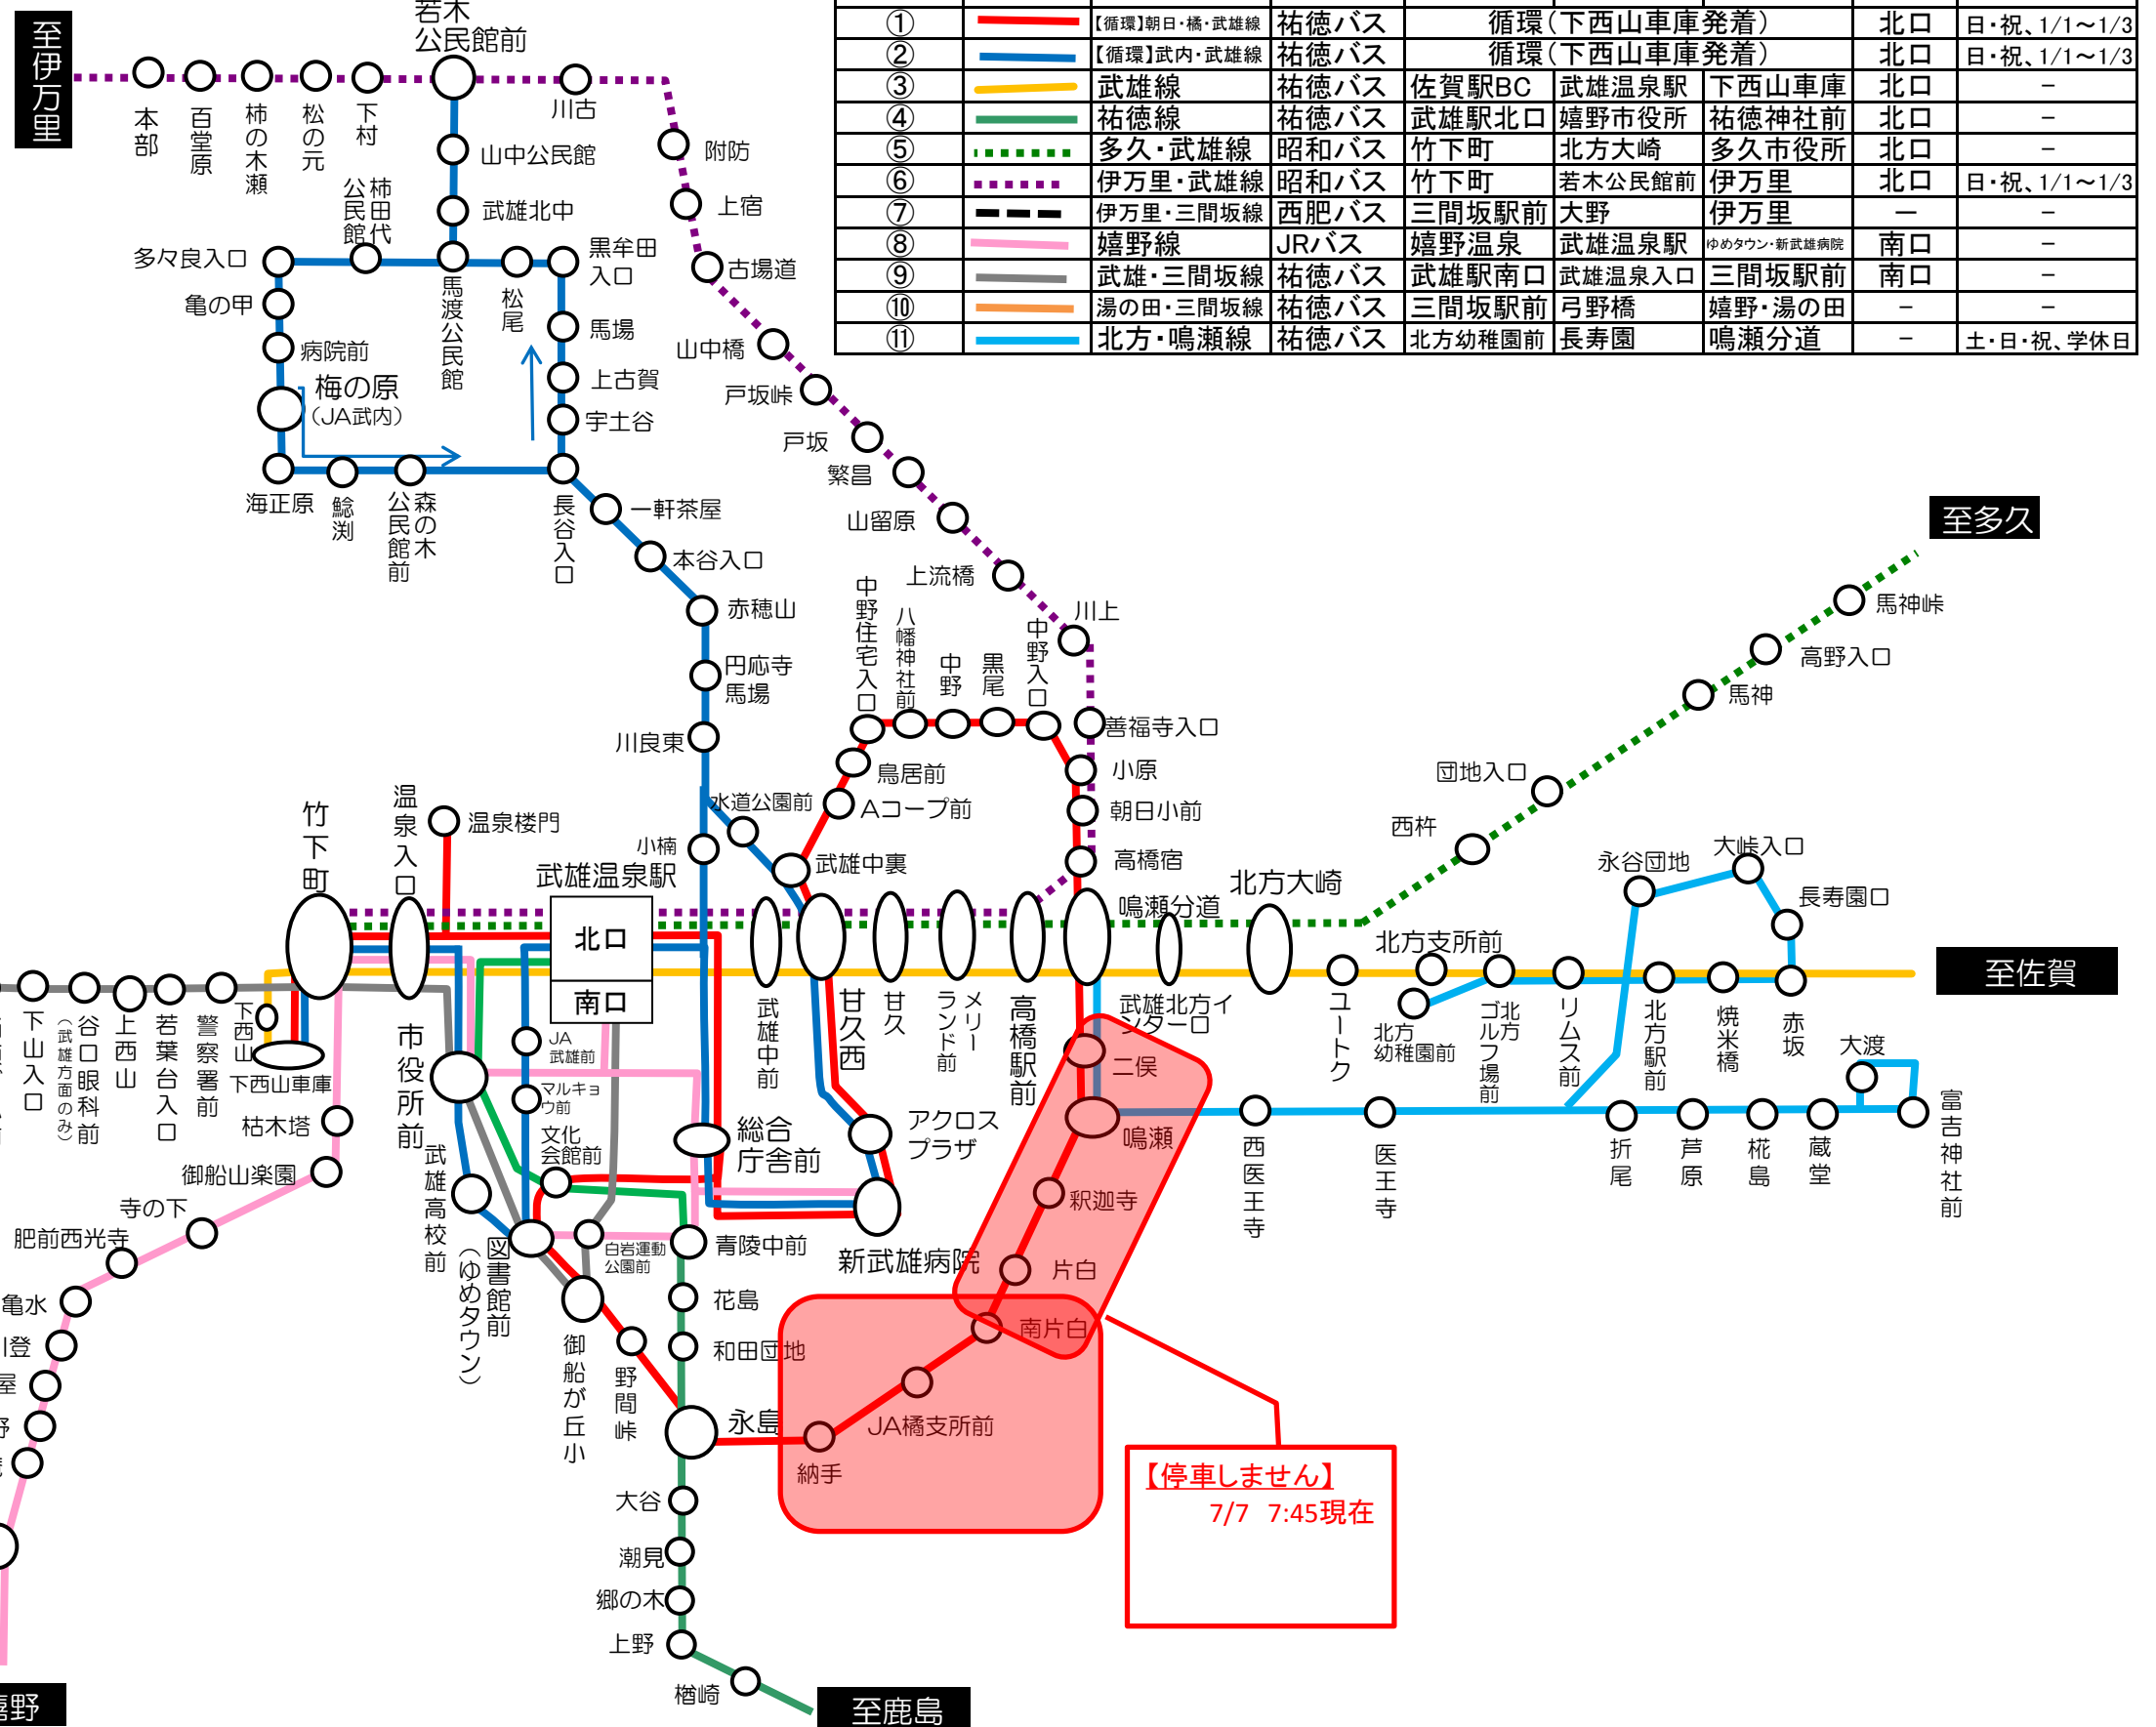 ① 【循環】朝日・橘・武雄線 祐徳バス 循環（下西山車庫発着） 北口 日・祝、1/1～1/3
② 【循環】武内・武雄線 祐徳バス 循環（下西山車庫発着） 北口 日・祝、1/1～1/3
③ 武雄線 祐徳バス 佐賀駅BC 武雄温泉駅 下西山車庫 北口 −
④ 祐徳線 祐徳バス 武雄駅北口 嬉野市役所 祐徳神社前 北口 −
⑤ 多久・武雄線 昭和バス 竹下町 北方大崎 多久市役所 北口 −
⑥ 伊万里・武雄線 昭和バス 竹下町 若木公民館前 伊万里 北口 日・祝、1/1～1/3
⑦ 伊万里・三間坂線 西肥バス 三間坂駅前 大野 伊万里 ー −
⑧ 嬉野線 JRバス 嬉野温泉 武雄温泉駅 ゆめタウン・新武雄病院 南口 −
⑨ 武雄・三間坂線 祐徳バス 武雄駅南口 武雄温泉入口 三間坂駅前 南口 −
⑩ 湯の田・三間坂線 祐徳バス 三間坂駅前 弓野橋 嬉野・湯の田 − −
⑪ 北方・鳴瀬線 祐徳バス 北方幼稚園前 長寿園 鳴瀬分道 − 土・日・祝、学休日
至伊万里
若木
公民館前
本部
百堂原
柿の木瀬
松の元
下村
川古
附防
上宿
古場道
山中橋
戸坂峠
戸坂
繁昌
山留原
上流橋
川上
善福寺入口
小原
朝日小前
高橋宿
山中公民館
武雄北中
柿田代
公民館
多々良入口
亀の甲
病院前
梅の原
（JA武内）
馬渡公民館
松尾
黒牟田
入口
馬場
上古賀
宇土谷
海正原
鯰渕
森の木
公民館前
長谷入口
一軒茶屋
本谷入口
赤穂山
円応寺
馬場
川良東
水道公園前
小楠
武雄中裏
Aコープ前
鳥居前
中野住宅入口
八幡神社前
中野
黒尾
中野入口
至多久
馬神峠
高野入口
馬神
団地入口
西杵
北方大崎
鳴瀬分道
竹下町
温泉入口
温泉楼門
武雄温泉駅
北口
南口
武雄中前
甘久西
甘久
メリー
ランド前
高橋駅前
武雄北方イ
ンター口
ユートク
北方支所前
北方
幼稚園前
北方
ゴルフ場前
リムス前
北方駅前
焼米橋
赤坂
永谷団地
大峠入口
長寿園口
至佐賀
大渡
富吉神社前
蔵堂
椛島
芦原
折尾
医王寺
西医王寺
下山入口
谷口眼科前
（武雄方面のみ）
上西山
若葉台入口
警察署前
下西山
下西山車庫
枯木塔
御船山楽園
寺の下
肥前西光寺
亀水
川登
屋
野
市役所前
武雄高校前
図書館前
（ゆめタウン）
JA
武雄前
マルキョ
ウ前
文化
会館前
白岩運動
公園前
総合
庁舎前
アクロス
プラザ
新武雄病院
青陵中前
花島
和田団地
御船が丘小
野間峠
永島
納手
JA橘支所前
南片白
片白
釈迦寺
鳴瀬
二俣
大谷
潮見
郷の木
上野
楢崎
至鹿島
嬉野
【停車しません】
7/7 7:45現在